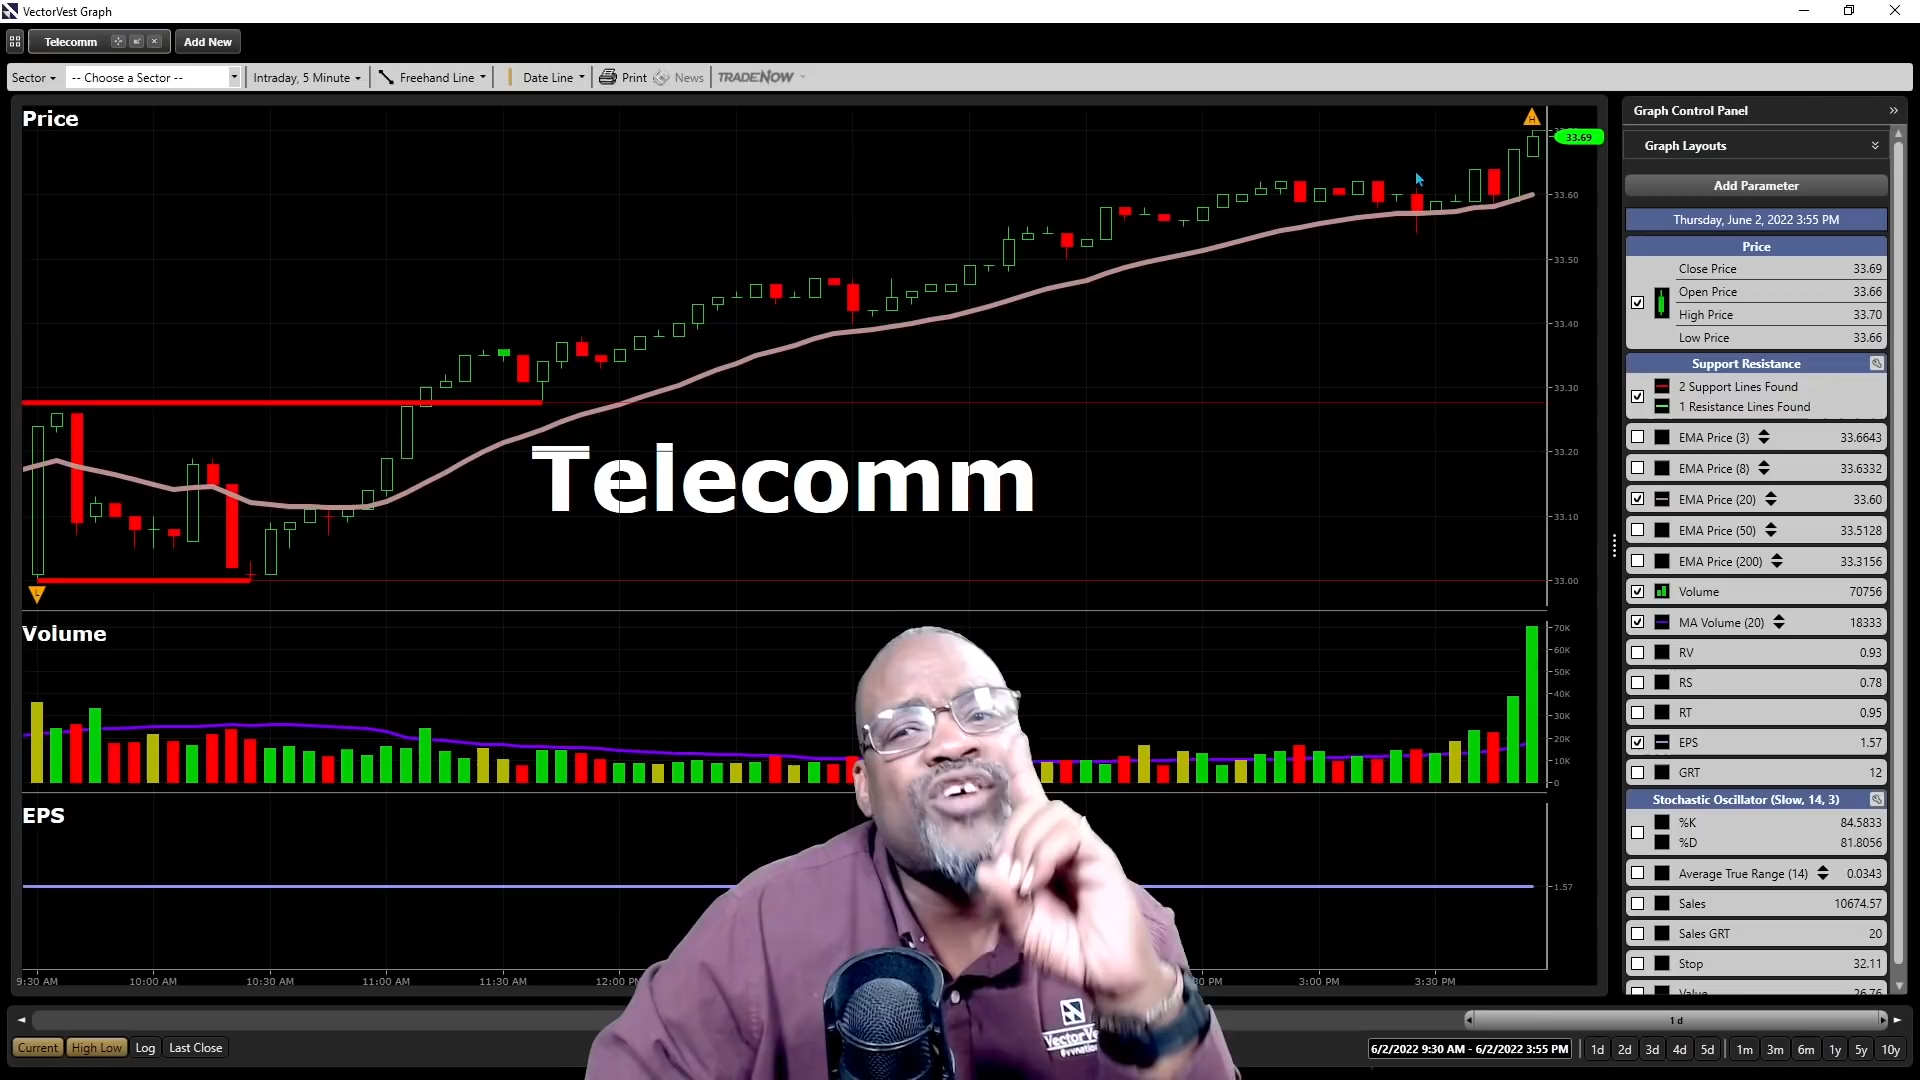 VectorVest Graph
Telecomm
Add New
Sector
-- Choose a Sector --
Intraday, 5 Minute
Freehand Line
Date Line
Print
News
TRADENOW
Price
H
33.69
33.60
33.50
33.40
33.30
33.20
33.10
33.00
L
Telecomm
Volume
70K
60K
50K
40K
30K
20K
10K
0
EPS
1.57
9:30 AM
10:00 AM
10:30 AM
11:00 AM
11:30 AM
3:00 PM
3:30 PM
1 d
Current
High Low
Log
Last Close
6/2/2022 9:30 AM - 6/2/2022 3:55 PM
1d 2d 3d 4d 5d 1m 3m 6m 1y 5y 10y
Graph Control Panel
Graph Layouts
Add Parameter
Thursday, June 2, 2022 3:55 PM
Price
Close Price 33.69
Open Price 33.66
High Price 33.70
Low Price 33.66
Support Resistance
2 Support Lines Found
1 Resistance Lines Found
EMA Price (3) 33.6643
EMA Price (8) 33.6332
EMA Price (20) 33.60
EMA Price (50) 33.5128
EMA Price (200) 33.3156
Volume 70756
MA Volume (20) 18333
RV 0.93
RS 0.78
RT 0.95
EPS 1.57
GRT 12
Stochastic Oscillator (Slow, 14, 3)
%K 84.5833
%D 81.8056
Average True Range (14) 0.0343
Sales 10674.57
Sales GRT 20
Stop 32.11
Value 26.76